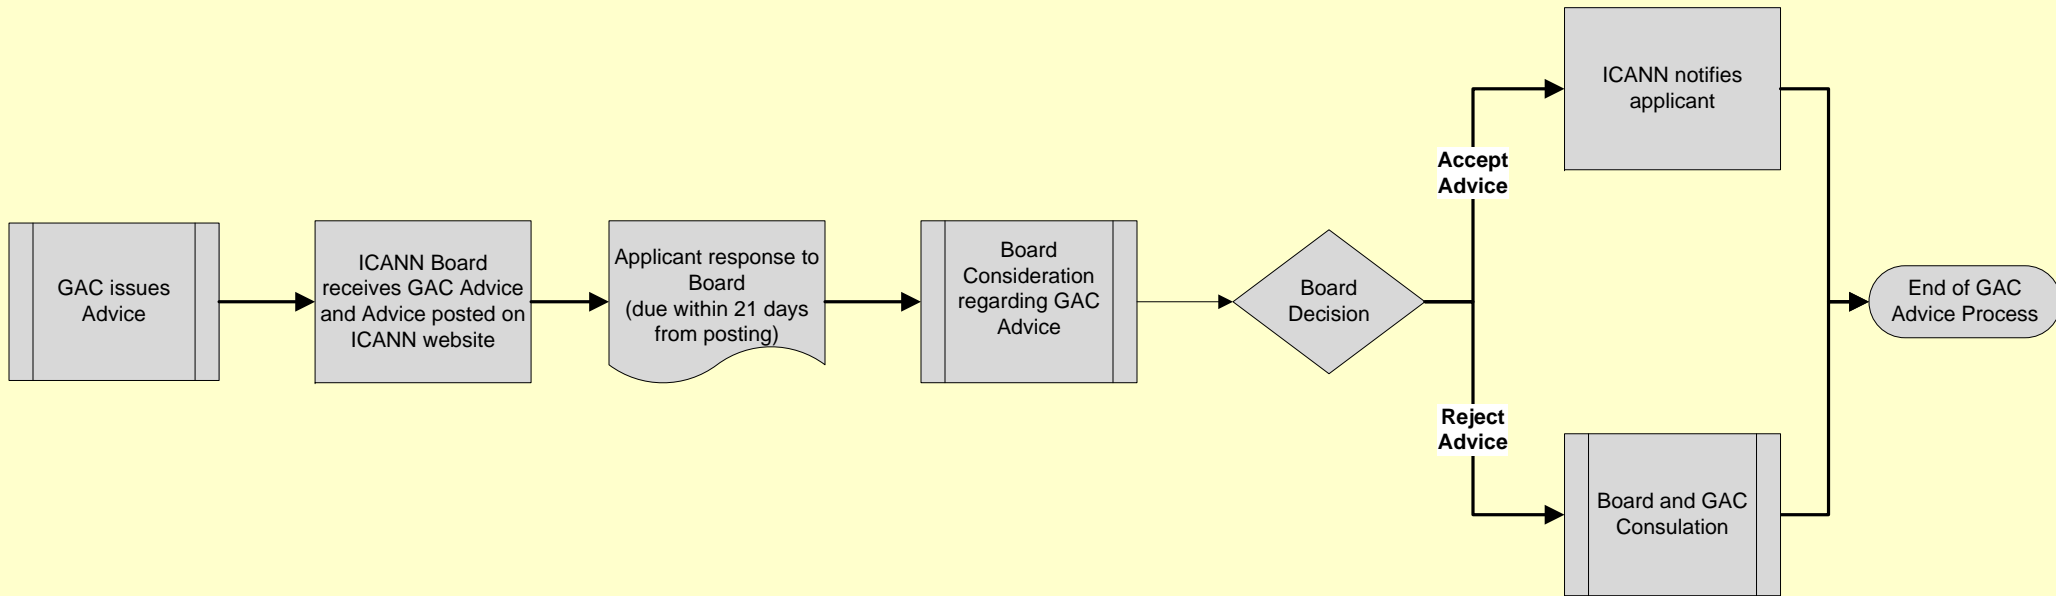 GAC issues
Advice
ICANN Board
receives GAC Advice
and Advice posted on
ICANN website
Applicant response to
Board
(due within 21 days
from posting)
Board
Consideration
regarding GAC
Advice
Board
Decision
Accept
Advice
ICANN notifies
applicant
Reject
Advice
Board and GAC
Consulation
End of GAC
Advice Process